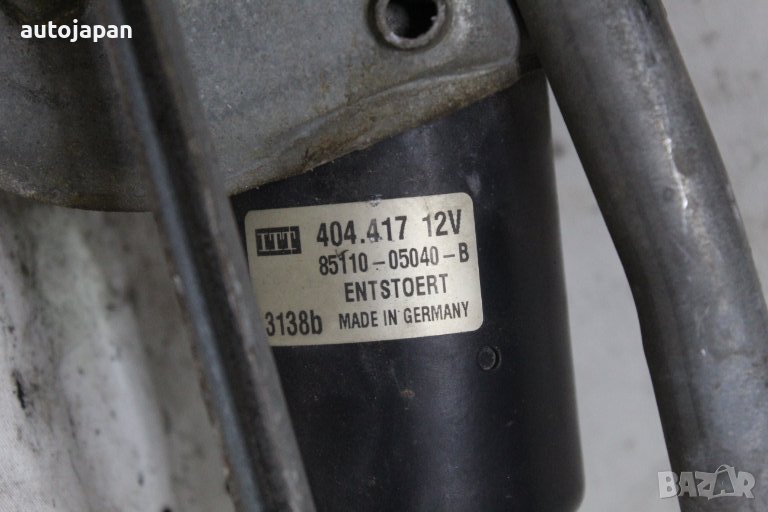 autojapan
ITT 404.417 12V
85110-05040-B
ENTSTOERT
3138b MADE IN GERMANY
BAZAR